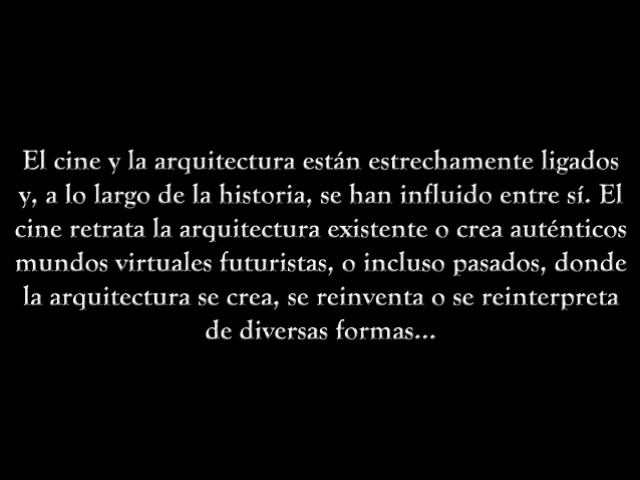 El cine y la arquitectura están estrechamente ligados
y, a lo largo de la historia, se han influido entre sí. El
cine retrata la arquitectura existente o crea auténticos
mundos virtuales futuristas, o incluso pasados, donde
la arquitectura se crea, se reinventa o se reinterpreta
de diversas formas...